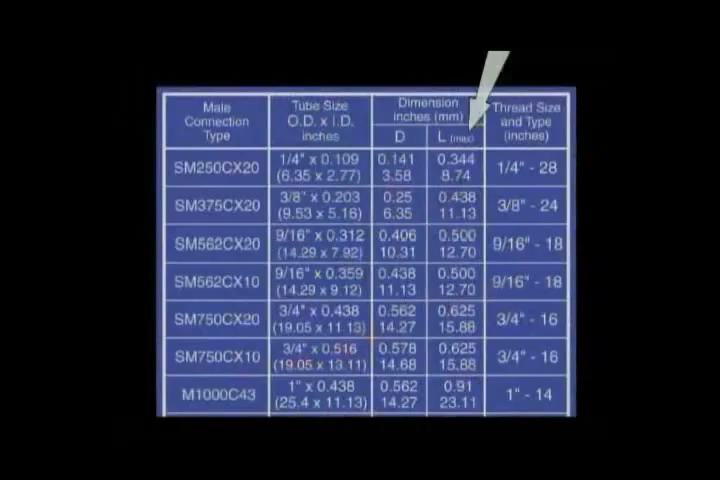 Male Connection Type
Tube Size O.D. x I.D. inches
Dimension inches (mm)
D
L (max)
Thread Size and Type (inches)
SM250CX20 1/4" x 0.109 (6.35 x 2.77) 0.141 3.58 0.344 8.74 1/4" - 28
SM375CX20 3/8" x 0.203 (9.53 x 5.16) 0.25 6.35 0.438 11.13 3/8" - 24
SM562CX20 9/16" x 0.312 (14.29 x 7.92) 0.406 10.31 0.500 12.70 9/16" - 18
SM562CX10 9/16" x 0.359 (14.29 x 9.12) 0.438 11.13 0.500 12.70 9/16" - 18
SM750CX20 3/4" x 0.438 (19.05 x 11.13) 0.562 14.27 0.625 15.88 3/4" - 16
SM750CX10 3/4" x 0.516 (19.05 x 13.11) 0.578 14.68 0.625 15.88 3/4" - 16
M1000C43 1" x 0.438 (25.4 x 11.13) 0.562 14.27 0.91 23.11 1" - 14